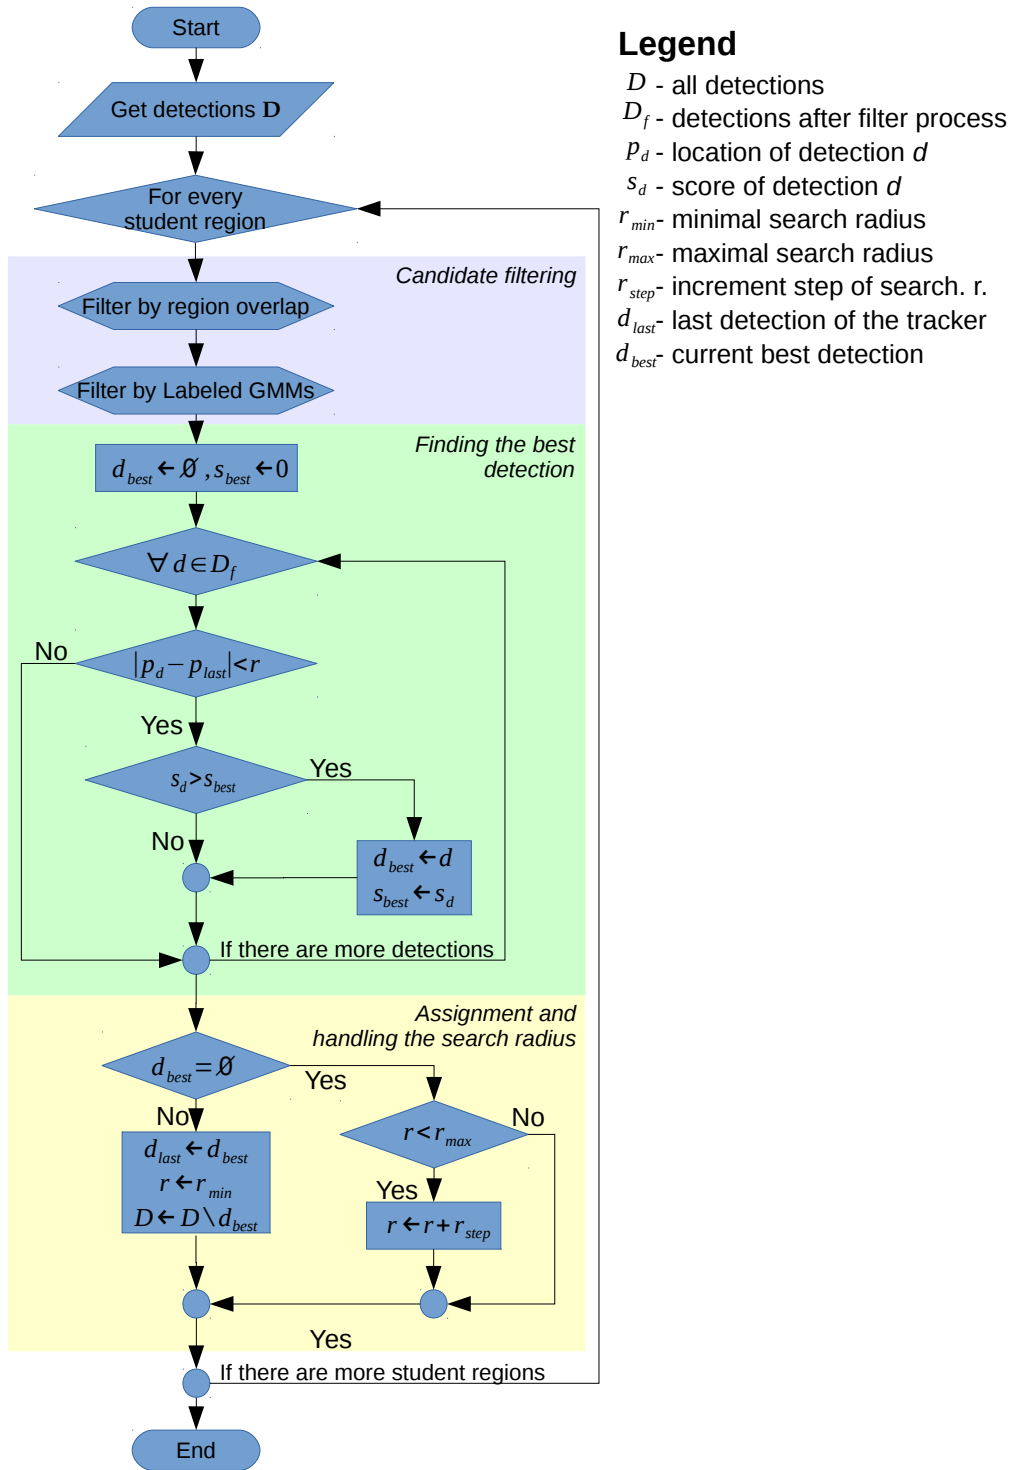 Start
Get detections D
For every
student region
Candidate filtering
Filter by region overlap
Filter by Labeled GMMs
Finding the best
detection
d_best ← ∅ , s_best ← 0
∀ d ∈ D_f
|p_d − p_last| < r
No
Yes
s_d > s_best
Yes
No
d_best ← d
s_best ← s_d
If there are more detections
Assignment and
handling the search radius
d_best = ∅
Yes
No
r < r_max
No
Yes
d_last ← d_best
r ← r_min
D ← D \ d_best
r ← r + r_step
Yes
If there are more student regions
End
Legend
D - all detections
D_f - detections after filter process
p_d - location of detection d
s_d - score of detection d
r_min - minimal search radius
r_max - maximal search radius
r_step - increment step of search. r.
d_last - last detection of the tracker
d_best - current best detection